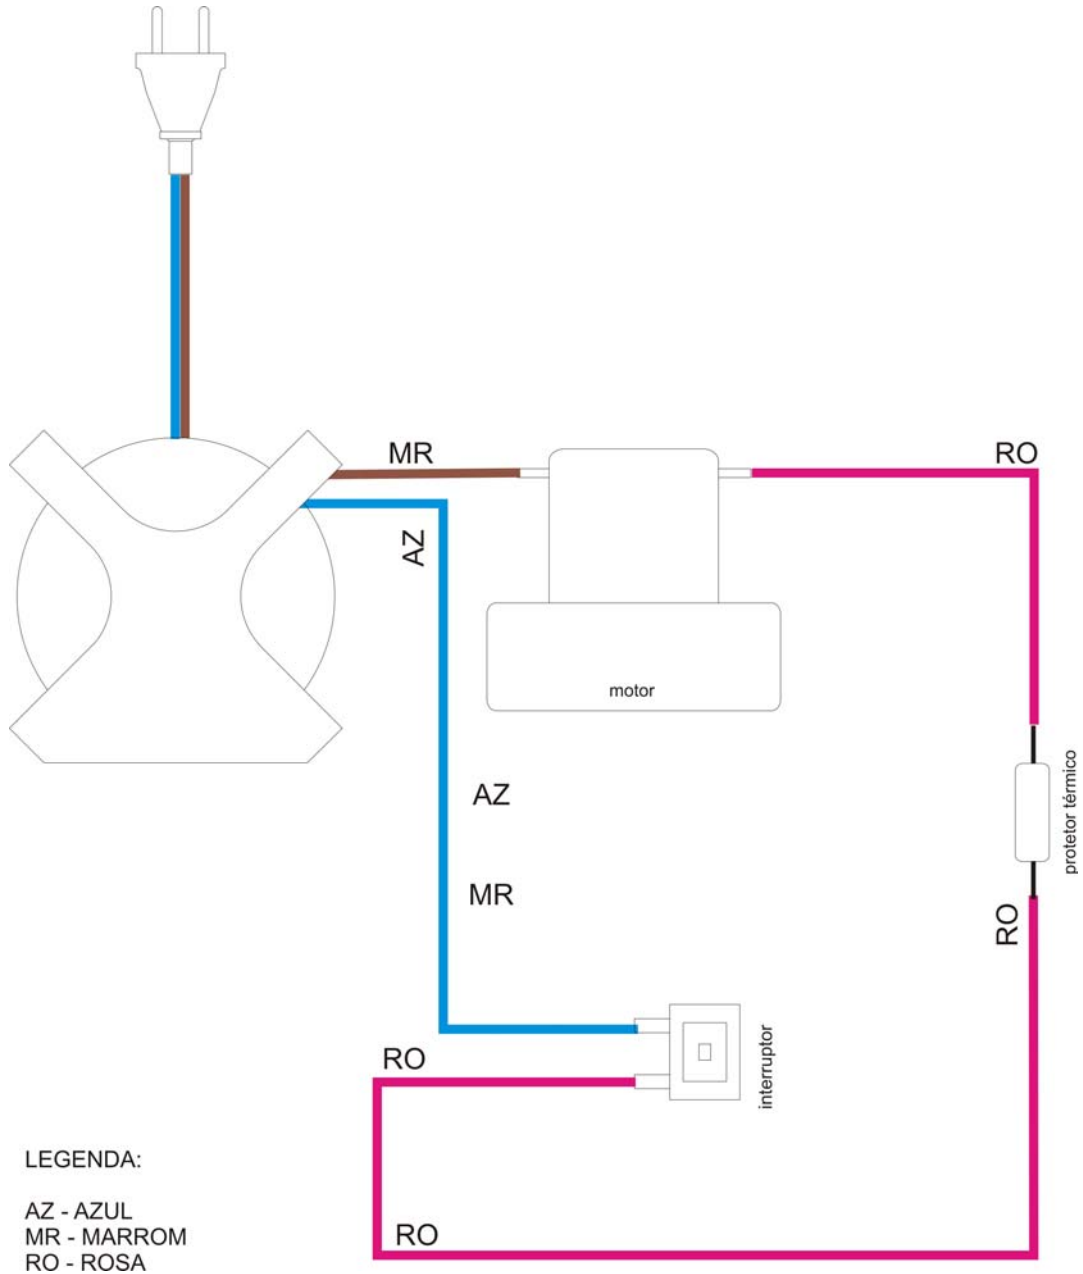 MR
RO
AZ
motor
protetor térmico
AZ
MR
RO
interruptor
RO
RO
LEGENDA:
AZ - AZUL
MR - MARROM
RO - ROSA